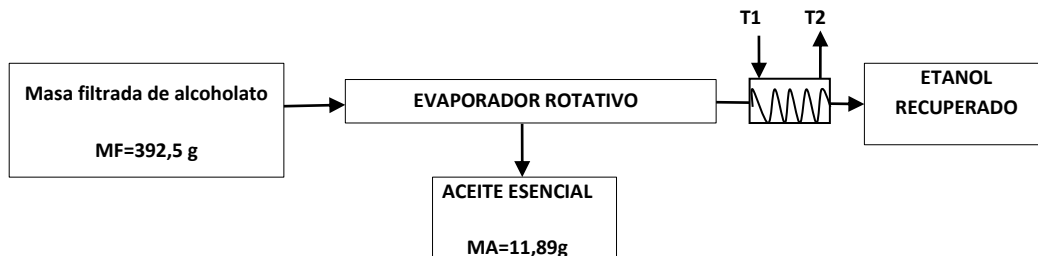 T1
T2
Masa filtrada de alcoholato
MF=392,5 g
EVAPORADOR ROTATIVO
ETANOL
RECUPERADO
ACEITE ESENCIAL
MA=11,89g